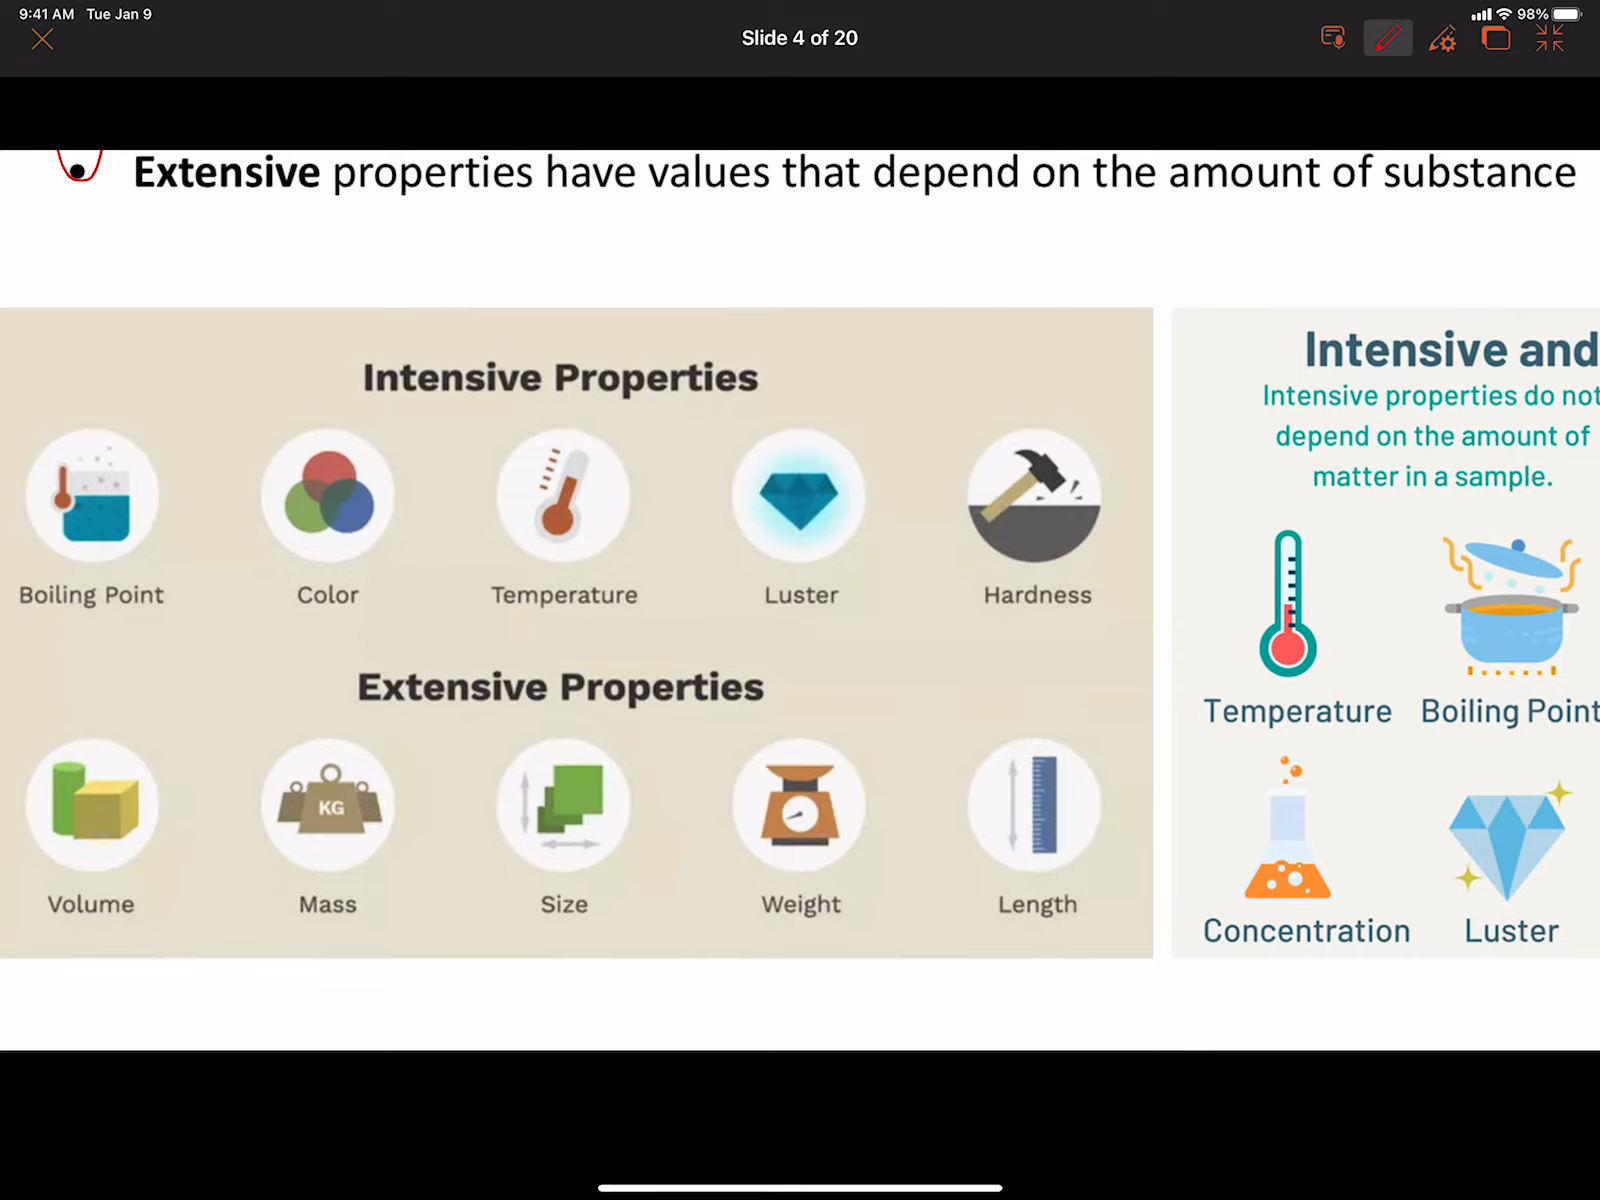 9:41 AM Tue Jan 9
98%
Slide 4 of 20
Extensive properties have values that depend on the amount of substance
Intensive Properties
Boiling Point Color Temperature Luster Hardness
Extensive Properties
KG
Volume Mass Size Weight Length
Intensive and
Intensive properties do not
depend on the amount of
matter in a sample.
Temperature Boiling Point
Concentration Luster